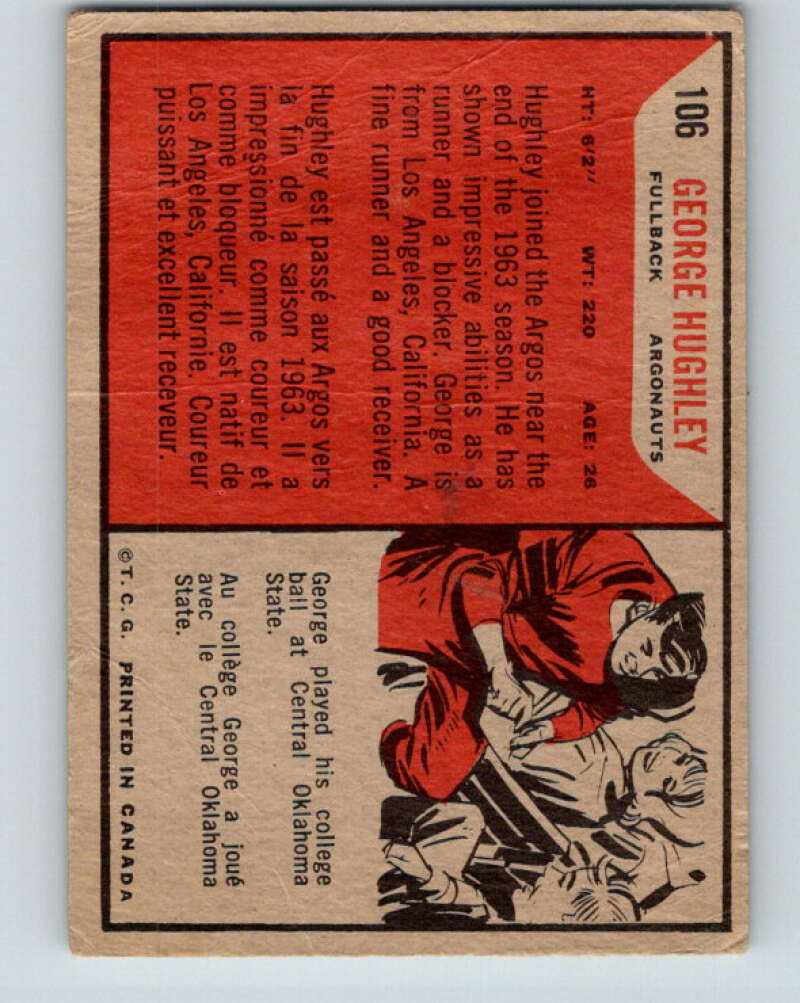 106 GEORGE HUGHLEY
FULLBACK ARGONAUTS
HT: 6'2" WT: 220 AGE: 26
Hughley joined the Argos near the
end of the 1963 season. He has
shown impressive abilities as a
runner and a blocker. George is
from Los Angeles, California. A
fine runner and a good receiver.
Hughley est passé aux Argos vers
la fin de la saison 1963. Il a
impressionné comme coureur et
comme bloqueur. Il est natif de
Los Angeles, Californie. Coureur
puissant et excellent receveur.
George played his college
ball at Central Oklahoma
State.
Au collège George a joué
avec le Central Oklahoma
State.
© T. C. G. PRINTED IN CANADA